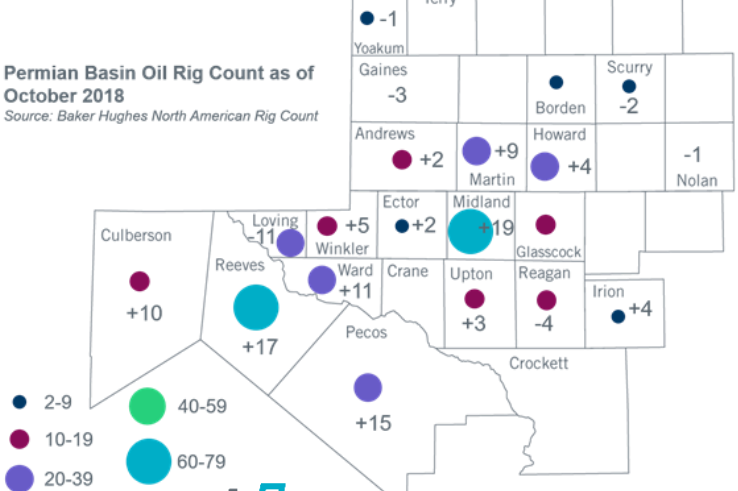 Terry
-1
Yoakum
Permian Basin Oil Rig Count as of
October 2018
Source: Baker Hughes North American Rig Count
Gaines
-3
Borden
Scurry
-2
Andrews
+2
+9
Martin
Howard
+4
-1
Nolan
Culberson
+10
Loving
-11
+5
Winkler
Ector
+2
Midland
+19
Glasscock
Reeves
+17
Ward
+11
Crane
Upton
+3
Reagan
-4
Irion
+4
Pecos
+15
Crockett
2-9
10-19
20-39
40-59
60-79